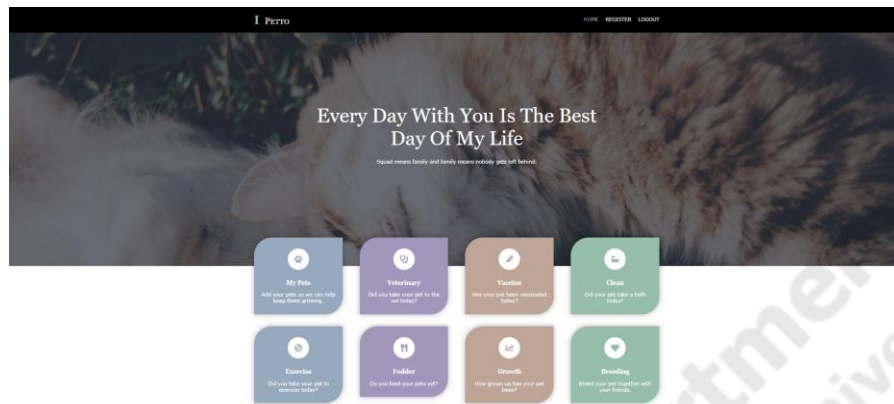 I PETTO
HOME REGISTER LOGOUT
Every Day With You Is The Best
Day Of My Life
Squad means family and family means nobody gets left behind.
My Pets
Add your pets so we can help
keep them growing.
Veterinary
Did you take your pet to the
vet today?
Vaccine
Has your pet been vaccinated
today?
Clean
Did your pet take a bath
today?
Exercise
Did you take your pet to
exercise today?
Fodder
Do you feed your pets yet?
Growth
How grown up has your pet
been?
Breeding
Breed your pet together with
your friends.